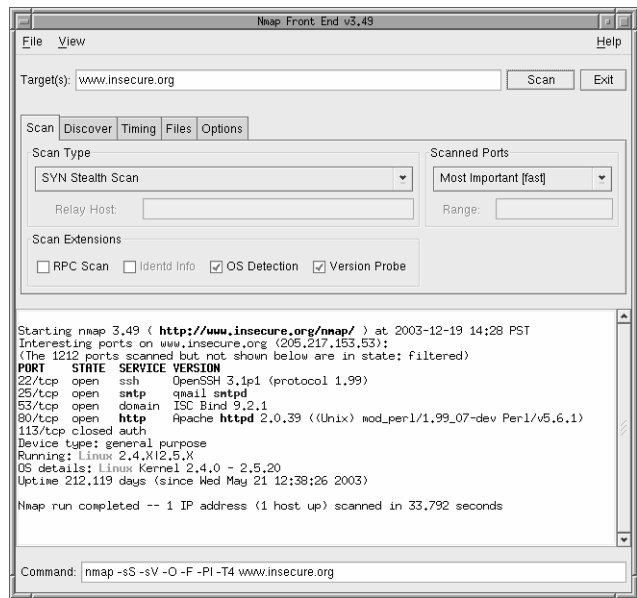 Nmap Front End v3.49
File View Help
Target(s): www.insecure.org Scan Exit
Scan Discover Timing Files Options
Scan Type Scanned Ports
SYN Stealth Scan Most Important [fast]
Relay Host: Range:
Scan Extensions
RPC Scan Identd Info OS Detection Version Probe
Starting nmap 3.49 ( http://www.insecure.org/nmap/ ) at 2003-12-19 14:28 PST
Interesting ports on www.insecure.org (205.217.153.53):
(The 1212 ports scanned but not shown below are in state: filtered)
PORT STATE SERVICE VERSION
22/tcp open ssh OpenSSH 3.1p1 (protocol 1.99)
25/tcp open smtp qmail smtpd
53/tcp open domain ISC Bind 9.2.1
80/tcp open http Apache httpd 2.0.39 ((Unix) mod_perl/1.99_07-dev Perl/v5.6.1)
113/tcp closed auth
Device type: general purpose
Running: Linux 2.4.X|2.5.X
OS details: Linux Kernel 2.4.0 - 2.5.20
Uptime 212.119 days (since Wed May 21 12:38:26 2003)
Nmap run completed -- 1 IP address (1 host up) scanned in 33.792 seconds
Command: nmap -sS -sV -O -F -PI -T4 www.insecure.org